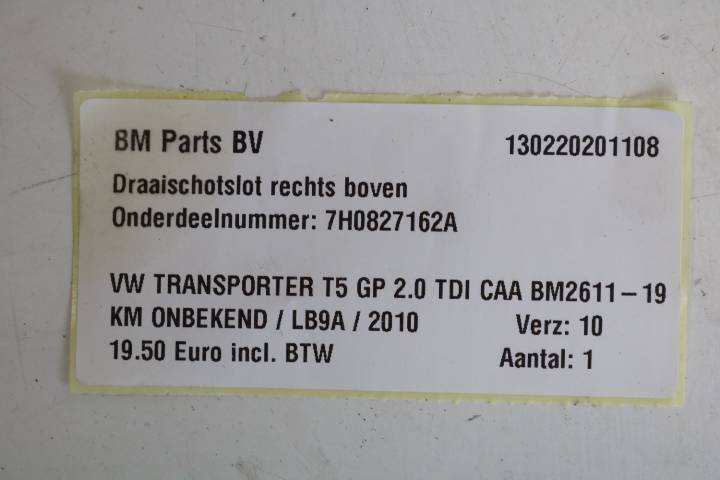 BM Parts BV 130220201108
Draaischotslot rechts boven
Onderdeelnummer: 7H0827162A
VW TRANSPORTER T5 GP 2.0 TDI CAA BM2611-19
KM ONBEKEND / LB9A / 2010 Verz: 10
19.50 Euro incl. BTW Aantal: 1